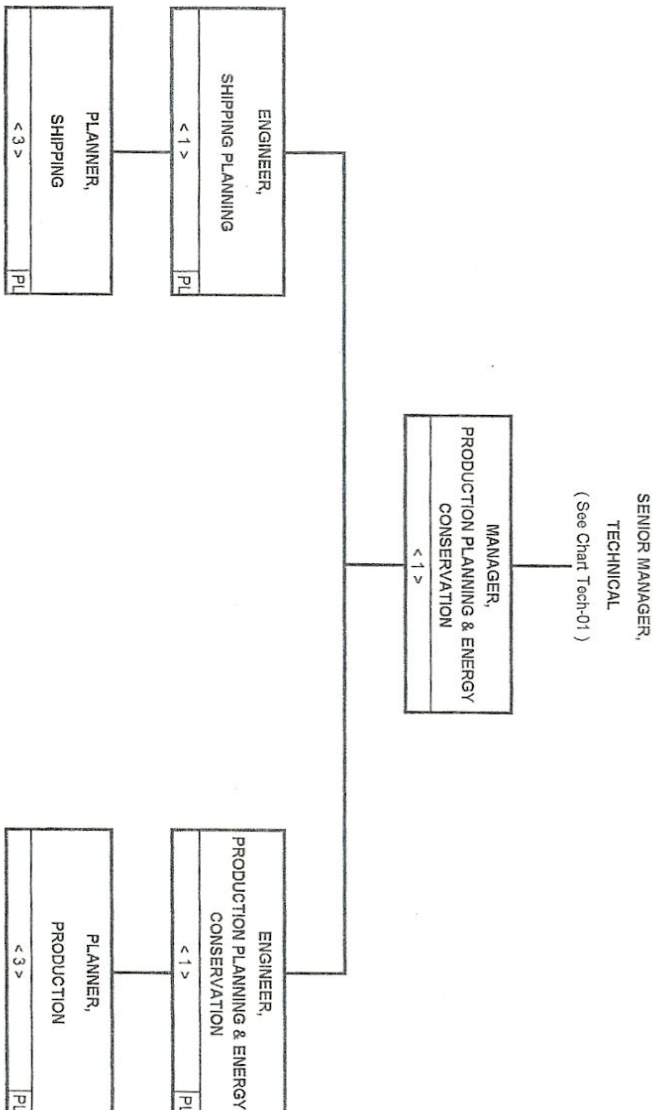 SENIOR MANAGER,
TECHNICAL
( See Chart Tech-01 )
MANAGER,
PRODUCTION PLANNING & ENERGY
CONSERVATION
< 1 >
ENGINEER,
SHIPPING PLANNING
< 1 >
PL
PLANNER,
SHIPPING
< 3 >
PL
ENGINEER,
PRODUCTION PLANNING & ENERGY
CONSERVATION
< 1 >
PL
PLANNER,
PRODUCTION
< 3 >
PL